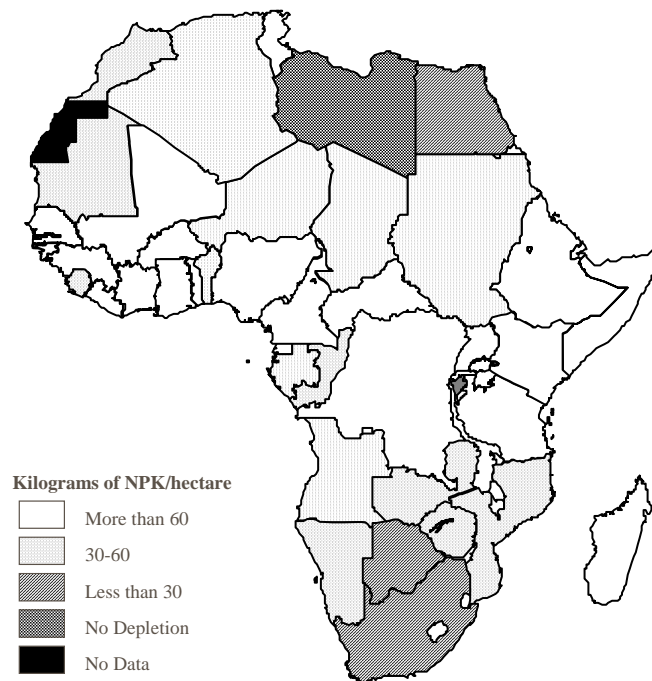 Kilograms of NPK/hectare
More than 60
30-60
Less than 30
No Depletion
No Data